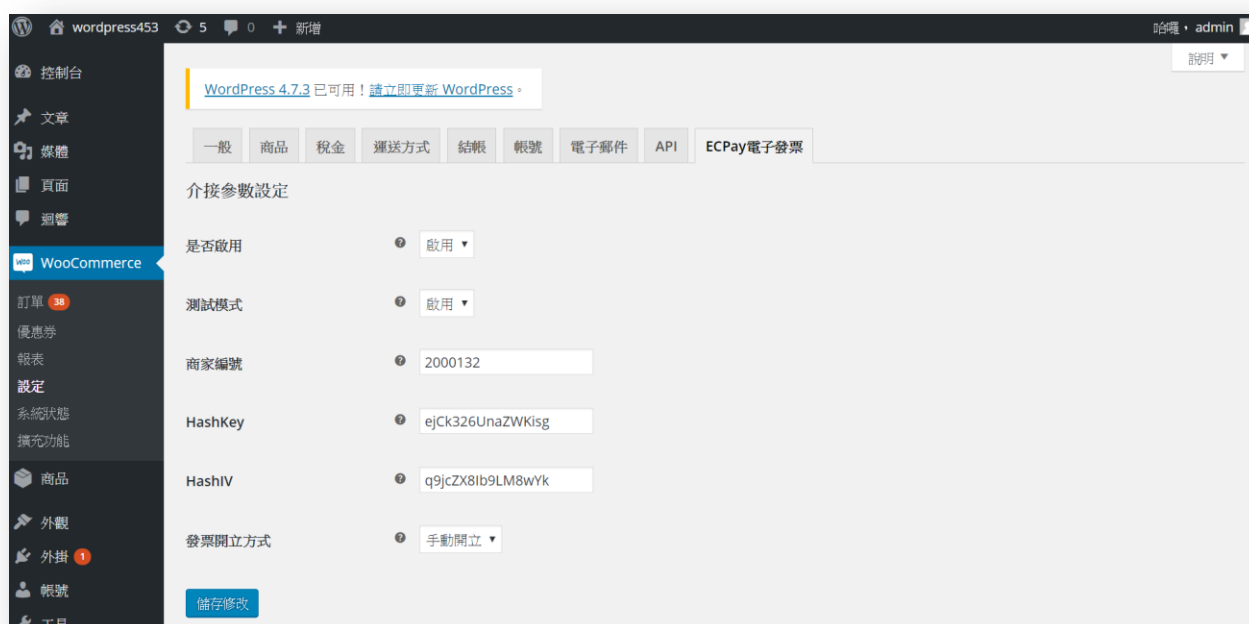 wordpress453 5 0 新增
哈囉，admin
說明
控制台
文章
媒體
頁面
迴響
WooCommerce
訂單 38
優惠券
報表
設定
系統狀態
擴充功能
商品
外觀
外掛 1
帳號
工具
WordPress 4.7.3 已可用！請立即更新 WordPress。
一般 商品 稅金 運送方式 結帳 帳號 電子郵件 API ECPay電子發票
介接參數設定
是否啟用 啟用
測試模式 啟用
商家編號 2000132
HashKey ejCk326UnaZWKisg
HashIV q9jcZX8Ib9LM8wYk
發票開立方式 手動開立
儲存修改